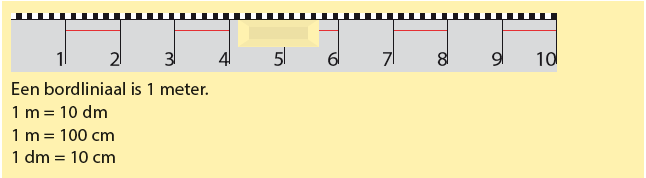 1 2 3 4 5 6 7 8 9 10
Een bordliniaal is 1 meter.
1 m = 10 dm
1 m = 100 cm
1 dm = 10 cm